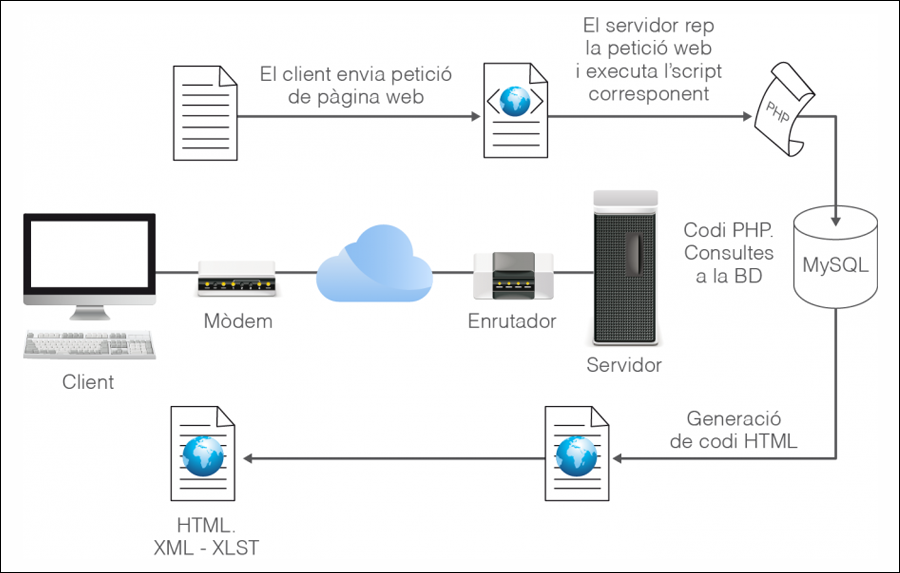 El client envia petició
de pàgina web
El servidor rep
la petició web
i executa l'script
corresponent
PHP
Codi PHP.
Consultes
a la BD
MySQL
Mòdem
Enrutador
Servidor
Client
Generació
de codi HTML
HTML.
XML - XLST